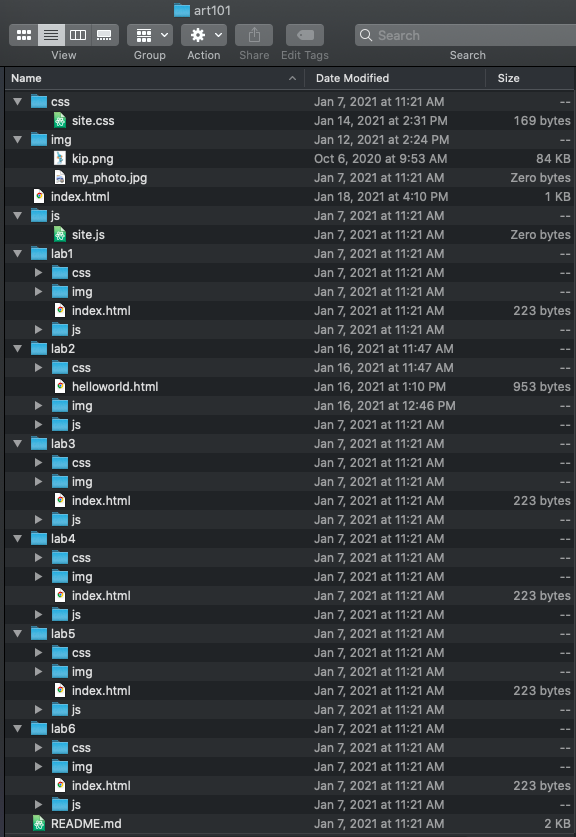 art101
View Group Action Share Edit Tags Search Search
Name Date Modified Size
css Jan 7, 2021 at 11:21 AM --
site.css Jan 14, 2021 at 2:31 PM 169 bytes
img Jan 12, 2021 at 2:24 PM --
kip.png Oct 6, 2020 at 9:53 AM 84 KB
my_photo.jpg Jan 7, 2021 at 11:21 AM Zero bytes
index.html Jan 18, 2021 at 4:10 PM 1 KB
js Jan 7, 2021 at 11:21 AM --
site.js Jan 7, 2021 at 11:21 AM Zero bytes
lab1 Jan 7, 2021 at 11:21 AM --
css Jan 7, 2021 at 11:21 AM --
img Jan 7, 2021 at 11:21 AM --
index.html Jan 7, 2021 at 11:21 AM 223 bytes
js Jan 7, 2021 at 11:21 AM --
lab2 Jan 16, 2021 at 11:47 AM --
css Jan 16, 2021 at 11:47 AM --
helloworld.html Jan 16, 2021 at 1:10 PM 953 bytes
img Jan 16, 2021 at 12:46 PM --
js Jan 7, 2021 at 11:21 AM --
lab3 Jan 7, 2021 at 11:21 AM --
css Jan 7, 2021 at 11:21 AM --
img Jan 7, 2021 at 11:21 AM --
index.html Jan 7, 2021 at 11:21 AM 223 bytes
js Jan 7, 2021 at 11:21 AM --
lab4 Jan 7, 2021 at 11:21 AM --
css Jan 7, 2021 at 11:21 AM --
img Jan 7, 2021 at 11:21 AM --
index.html Jan 7, 2021 at 11:21 AM 223 bytes
js Jan 7, 2021 at 11:21 AM --
lab5 Jan 7, 2021 at 11:21 AM --
css Jan 7, 2021 at 11:21 AM --
img Jan 7, 2021 at 11:21 AM --
index.html Jan 7, 2021 at 11:21 AM 223 bytes
js Jan 7, 2021 at 11:21 AM --
lab6 Jan 7, 2021 at 11:21 AM --
css Jan 7, 2021 at 11:21 AM --
img Jan 7, 2021 at 11:21 AM --
index.html Jan 7, 2021 at 11:21 AM 223 bytes
js Jan 7, 2021 at 11:21 AM --
README.md Jan 7, 2021 at 11:21 AM 2 KB